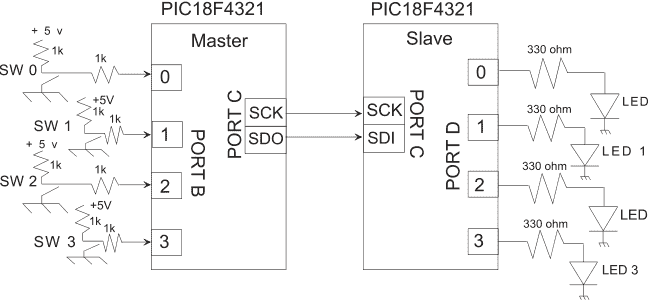 PIC18F4321
PIC18F4321
Master
Slave
+ 5 v
1k
1k
SW 0
0
+5V
1k
1k
SW 1
1
+ 5 v
1k
1k
SW 2
2
+5V
1k
1k
SW 3
3
PORT B
PORT C
SCK
SDO
SCK
SDI
PORT C
PORT D
0
330 ohm
LED
1
330 ohm
LED 1
2
330 ohm
LED
3
330 ohm
LED 3